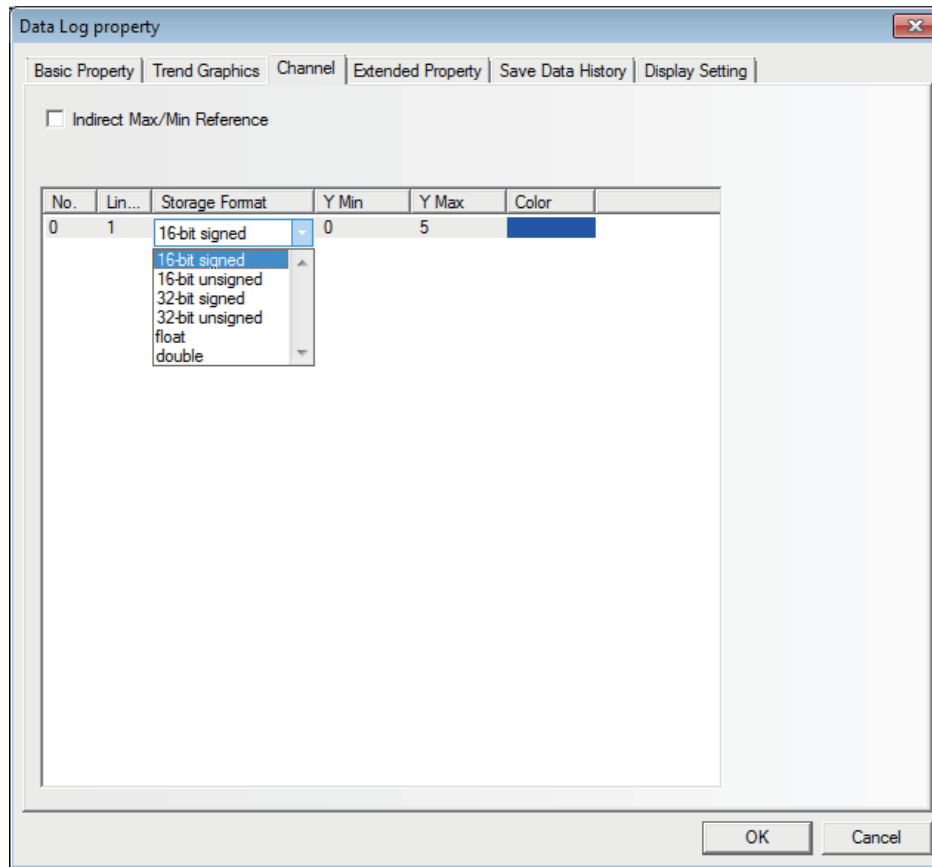 Data Log property
Basic Property Trend Graphics Channel Extended Property Save Data History Display Setting
Indirect Max/Min Reference
No. Lin... Storage Format Y Min Y Max Color
0 1 16-bit signed 0 5
16-bit signed
16-bit unsigned
32-bit signed
32-bit unsigned
float
double
OK Cancel